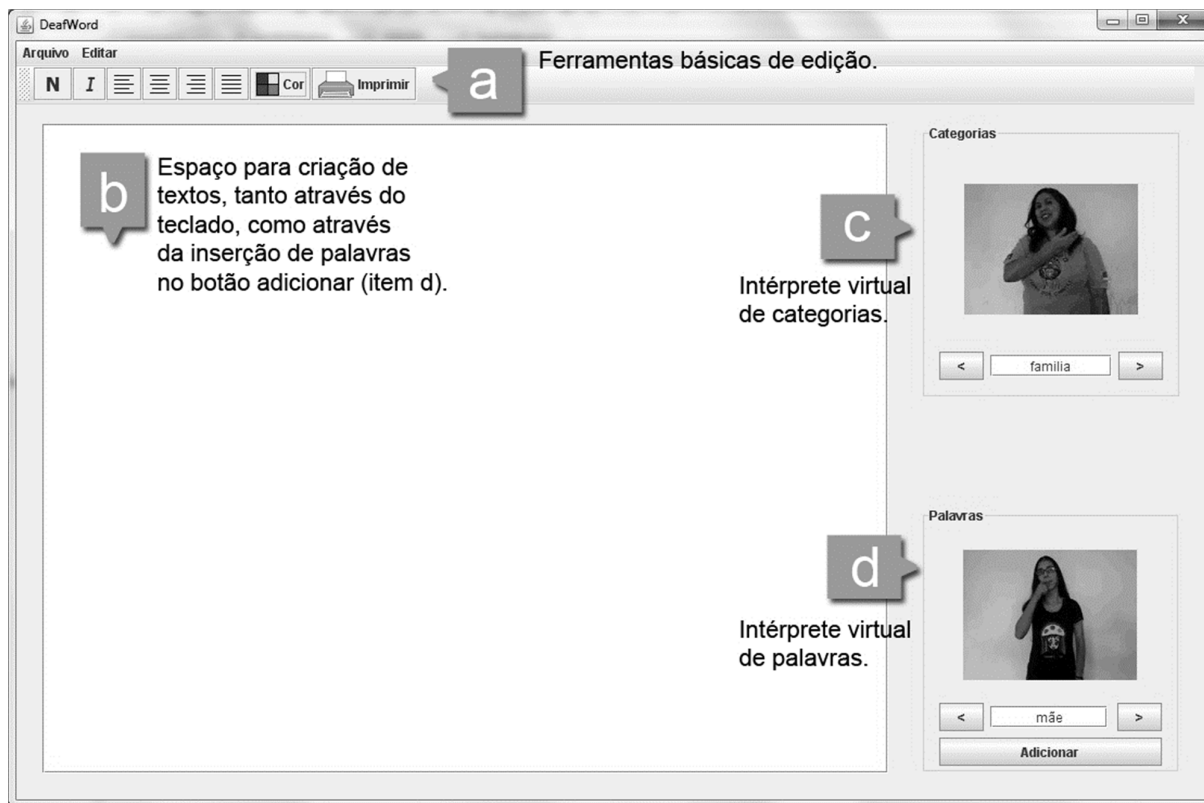 DeafWord
Arquivo Editar
N I Cor Imprimir
a
Ferramentas básicas de edição.
b
Espaço para criação de
textos, tanto através do
teclado, como através
da inserção de palavras
no botão adicionar (item d).
Categorias
c
Intérprete virtual
de categorias.
< familia >
Palavras
d
Intérprete virtual
de palavras.
< mãe >
Adicionar